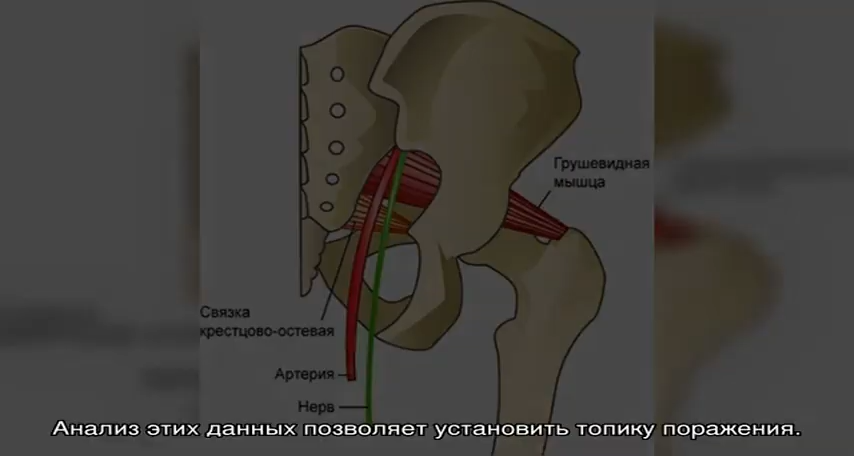 Грушевидная
мышца
Связка
крестцово-остевая
Артерия
Нерв
Анализ этих данных позволяет установить топику поражения.